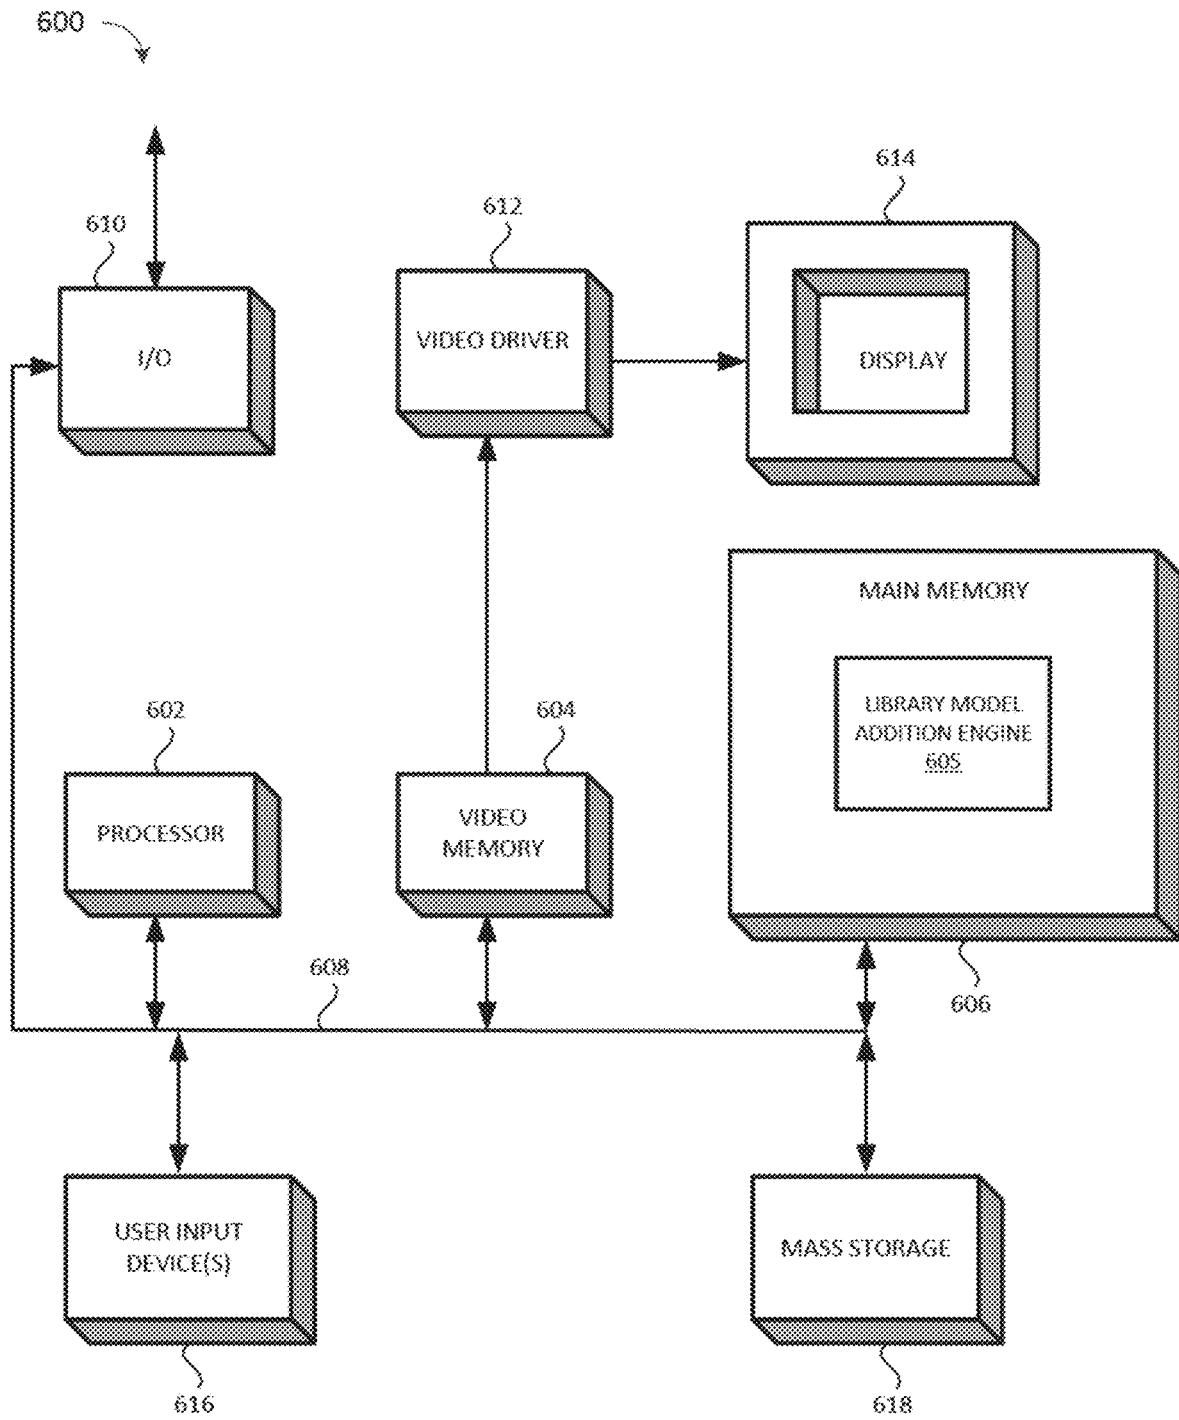 600
614
612
610
VIDEO DRIVER
I/O
DISPLAY
MAIN MEMORY
LIBRARY MODEL
ADDITION ENGINE
605
602
604
PROCESSOR
VIDEO
MEMORY
608
606
USER INPUT
DEVICE(S)
MASS STORAGE
616
618